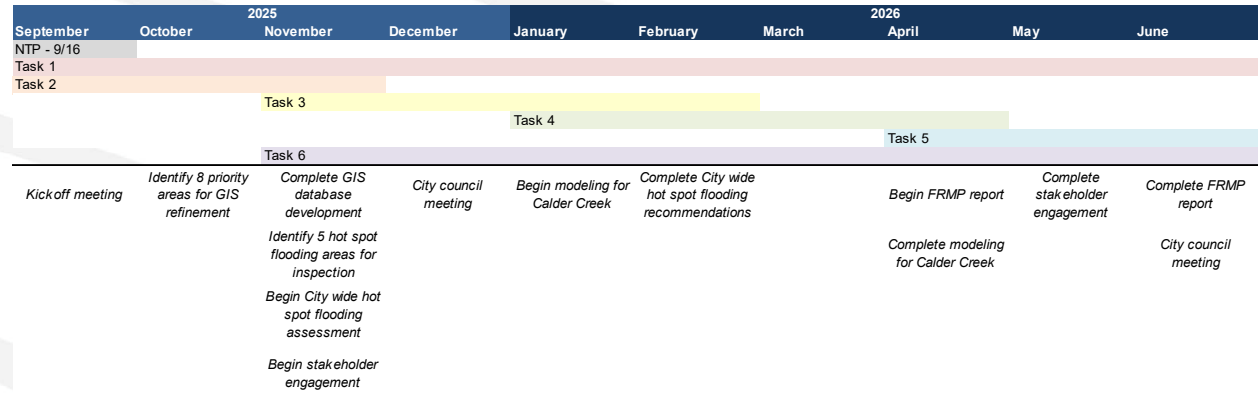 2025 2026
September October November December January February March April May June
NTP - 9/16
Task 1
Task 2
Task 3
Task 4
Task 5
Task 6
Kickoff meeting
Identify 8 priority
areas for GIS
refinement
Complete GIS
database
development
City council
meeting
Begin modeling for
Calder Creek
Complete City wide
hot spot flooding
recommendations
Begin FRMP report
Complete
stakeholder
engagement
Complete FRMP
report
Identify 5 hot spot
flooding areas for
inspection
Complete modeling
for Calder Creek
City council
meeting
Begin City wide hot
spot flooding
assessment
Begin stakeholder
engagement